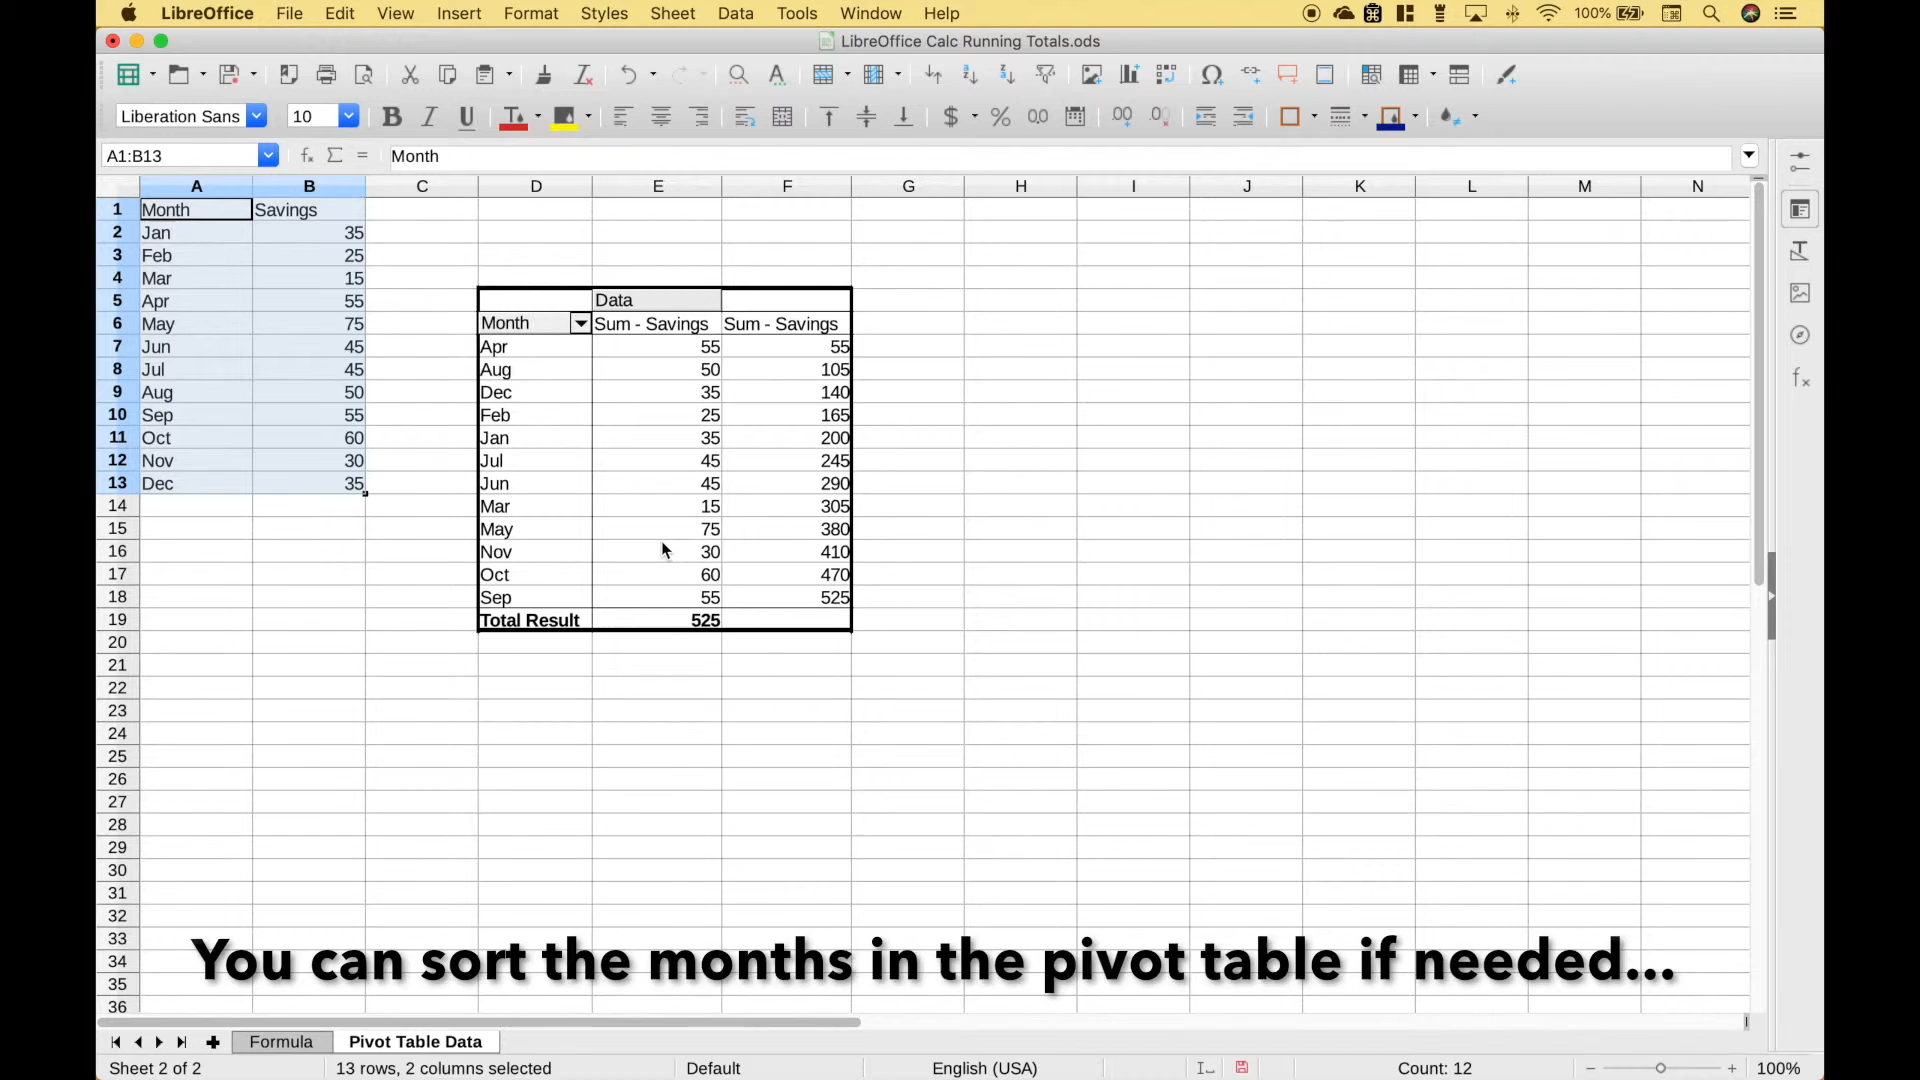 LibreOffice File Edit View Insert Format Styles Sheet Data Tools Window Help 100%
LibreOffice Calc Running Totals.ods
Liberation Sans 10
A1:B13 Month
A B C D E F G H I J K L M N
1 Month Savings
2 Jan 35
3 Feb 25
4 Mar 15
5 Apr 55 Data
6 May 75 Month Sum - Savings Sum - Savings
7 Jun 45 Apr 55 55
8 Jul 45 Aug 50 105
9 Aug 50 Dec 35 140
10 Sep 55 Feb 25 165
11 Oct 60 Jan 35 200
12 Nov 30 Jul 45 245
13 Dec 35 Jun 45 290
14 Mar 15 305
15 May 75 380
16 Nov 30 410
17 Oct 60 470
18 Sep 55 525
19 Total Result 525
20
21
22
23
24
25
26
27
28
29
30
31
32
33
34
35
36
You can sort the months in the pivot table if needed...
Formula Pivot Table Data
Sheet 2 of 2 13 rows, 2 columns selected Default English (USA) Count: 12 100%